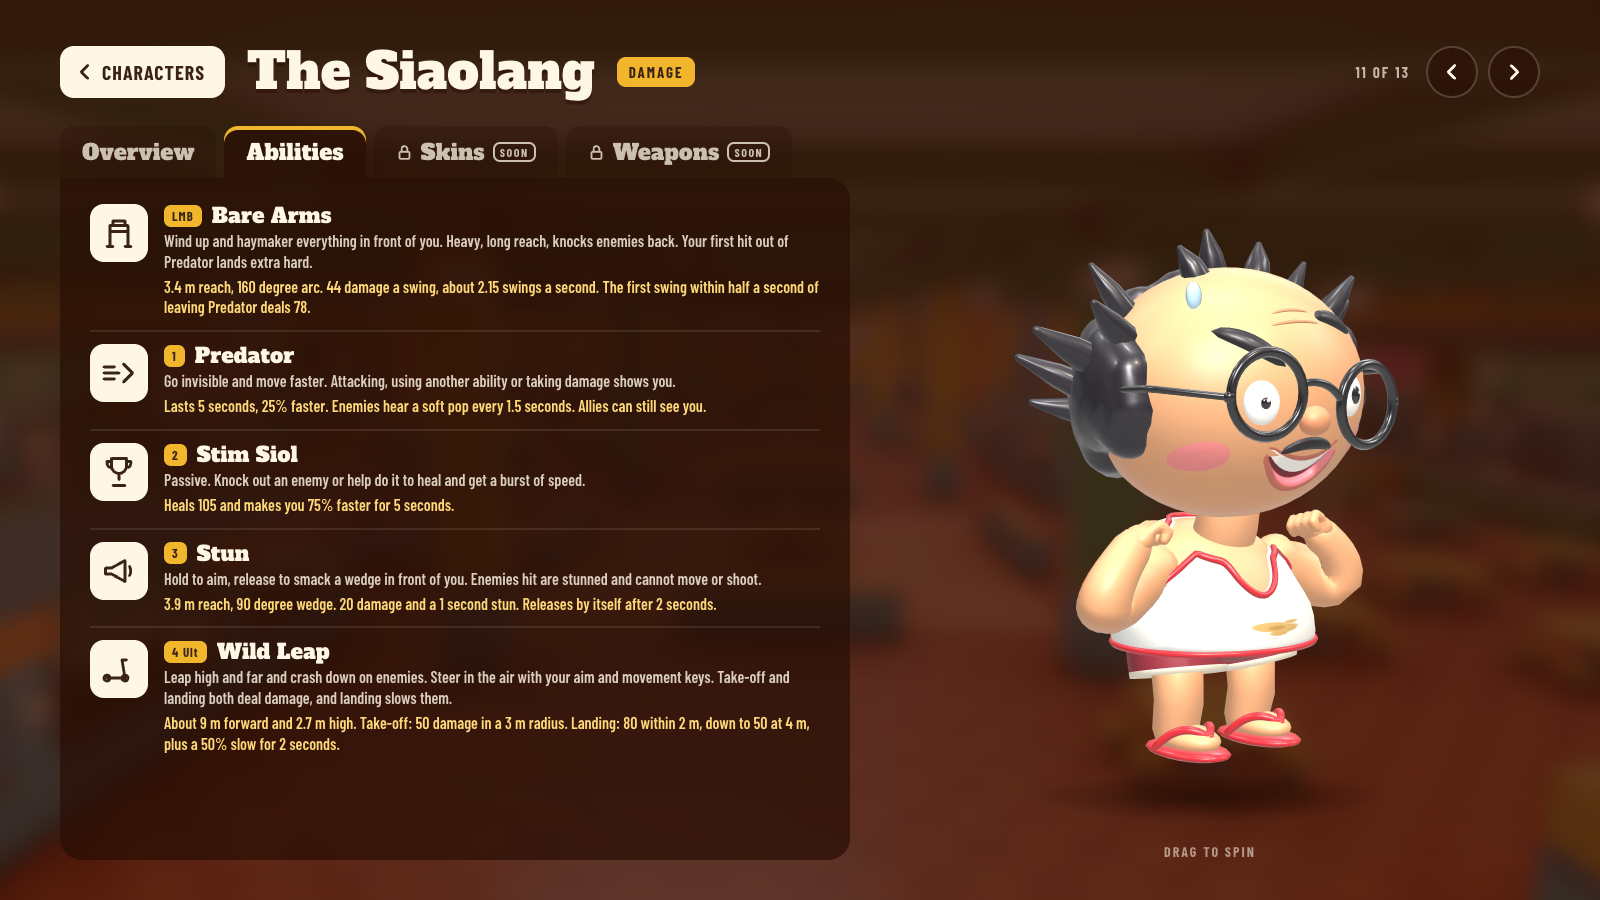 CHARACTERS
The Siaolang
DAMAGE
11 OF 13
Overview
Abilities
Skins SOON
Weapons SOON
LMB Bare Arms
Wind up and haymaker everything in front of you. Heavy, long reach, knocks enemies back. Your first hit out of
Predator lands extra hard.
3.4 m reach, 160 degree arc. 44 damage a swing, about 2.15 swings a second. The first swing within half a second of
leaving Predator deals 78.
1 Predator
Go invisible and move faster. Attacking, using another ability or taking damage shows you.
Lasts 5 seconds, 25% faster. Enemies hear a soft pop every 1.5 seconds. Allies can still see you.
2 Stim Siol
Passive. Knock out an enemy or help do it to heal and get a burst of speed.
Heals 105 and makes you 75% faster for 5 seconds.
3 Stun
Hold to aim, release to smack a wedge in front of you. Enemies hit are stunned and cannot move or shoot.
3.9 m reach, 90 degree wedge. 20 damage and a 1 second stun. Releases by itself after 2 seconds.
4 Ult Wild Leap
Leap high and far and crash down on enemies. Steer in the air with your aim and movement keys. Take-off and
landing both deal damage, and landing slows them.
About 9 m forward and 2.7 m high. Take-off: 50 damage in a 3 m radius. Landing: 80 within 2 m, down to 50 at 4 m,
plus a 50% slow for 2 seconds.
DRAG TO SPIN